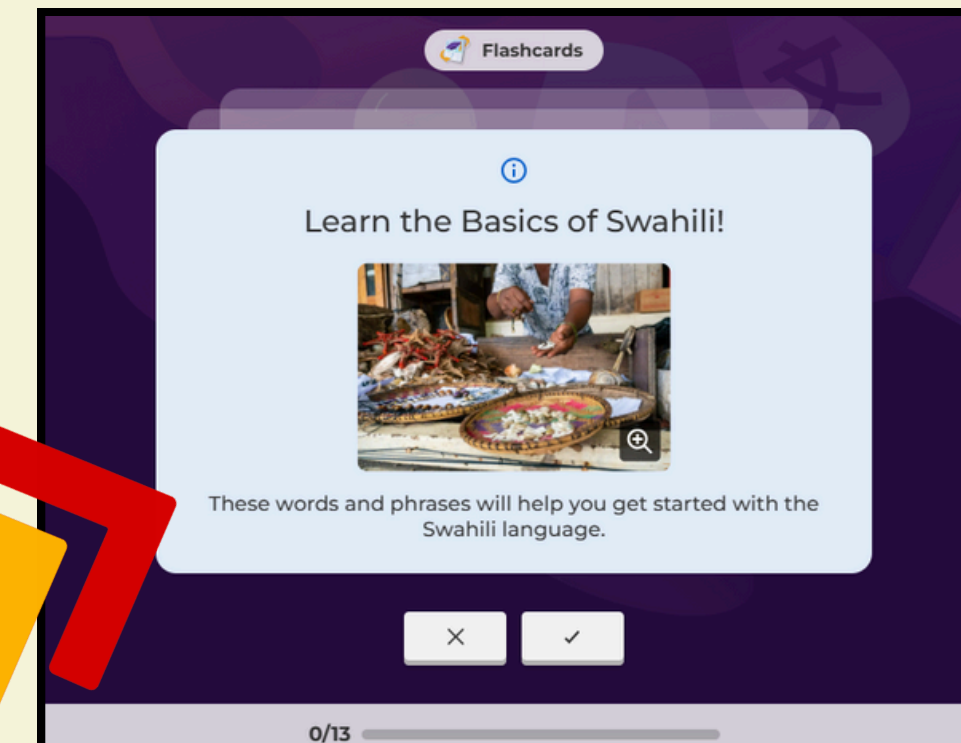 Flashcards
Learn the Basics of Swahili!
These words and phrases will help you get started with the
Swahili language.
0/13